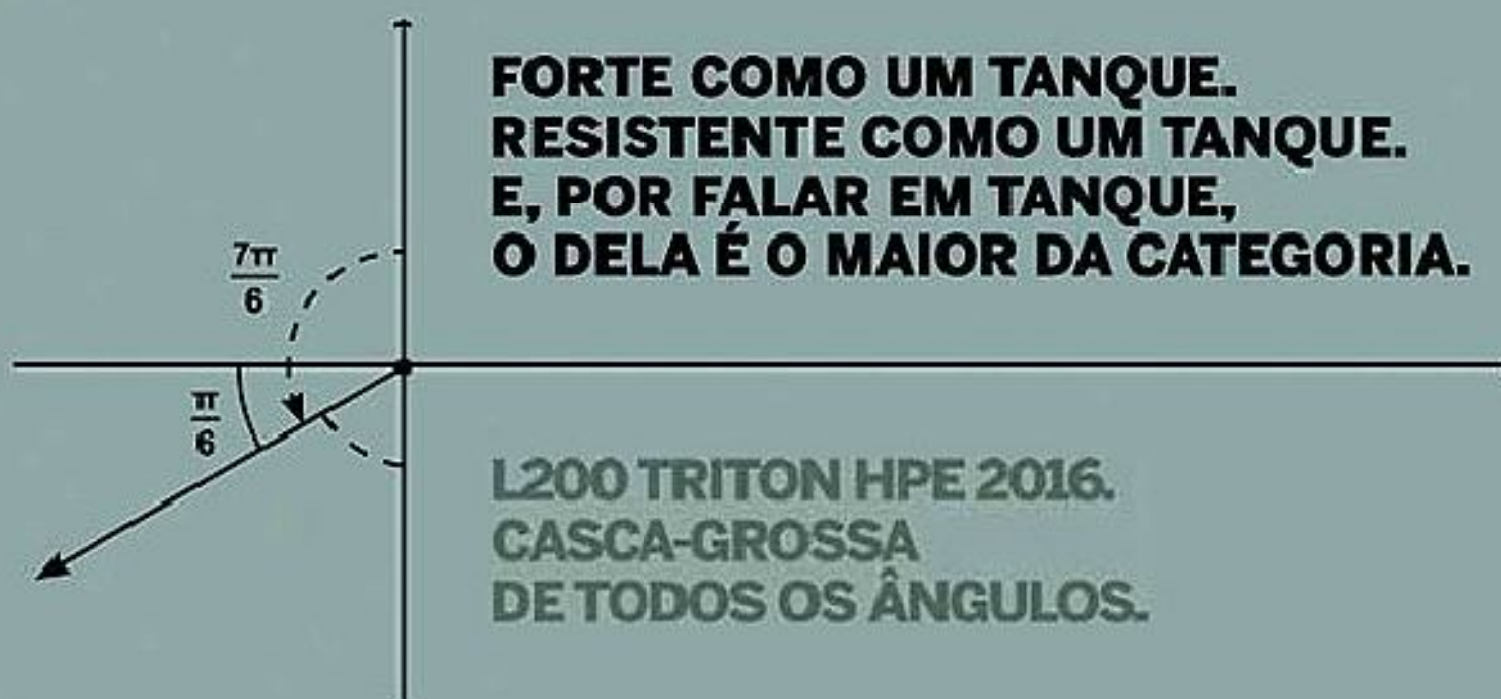 FORTE COMO UM TANQUE.
RESISTENTE COMO UM TANQUE.
E, POR FALAR EM TANQUE,
O DELA É O MAIOR DA CATEGORIA.
7π
6
π
6
L200 TRITON HPE 2016.
CASCA-GROSSA
DE TODOS OS ÂNGULOS.